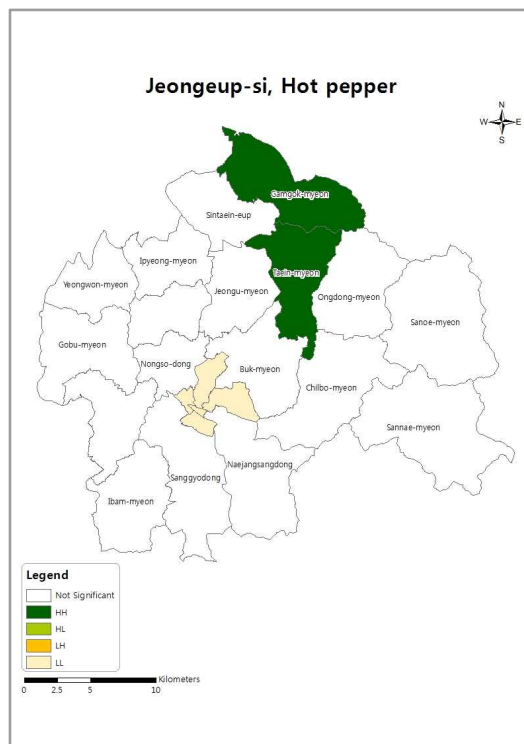 Jeongeup-si, Hot pepper
N
W E
S
Gamgok-myeon
Sintaein-eup
Ipyeong-myeon
Taein-myeon
Yeongwon-myeon
Jeongu-myeon
Ongdong-myeon
Sanoe-myeon
Gobu-myeon
Nongso-dong
Buk-myeon
Chilbo-myeon
Sannae-myeon
Naejangsangdong
Sanggyodong
Ibam-myeon
Legend
Not Significant
HH
HL
LH
LL
Kilometers
0 2.5 5 10